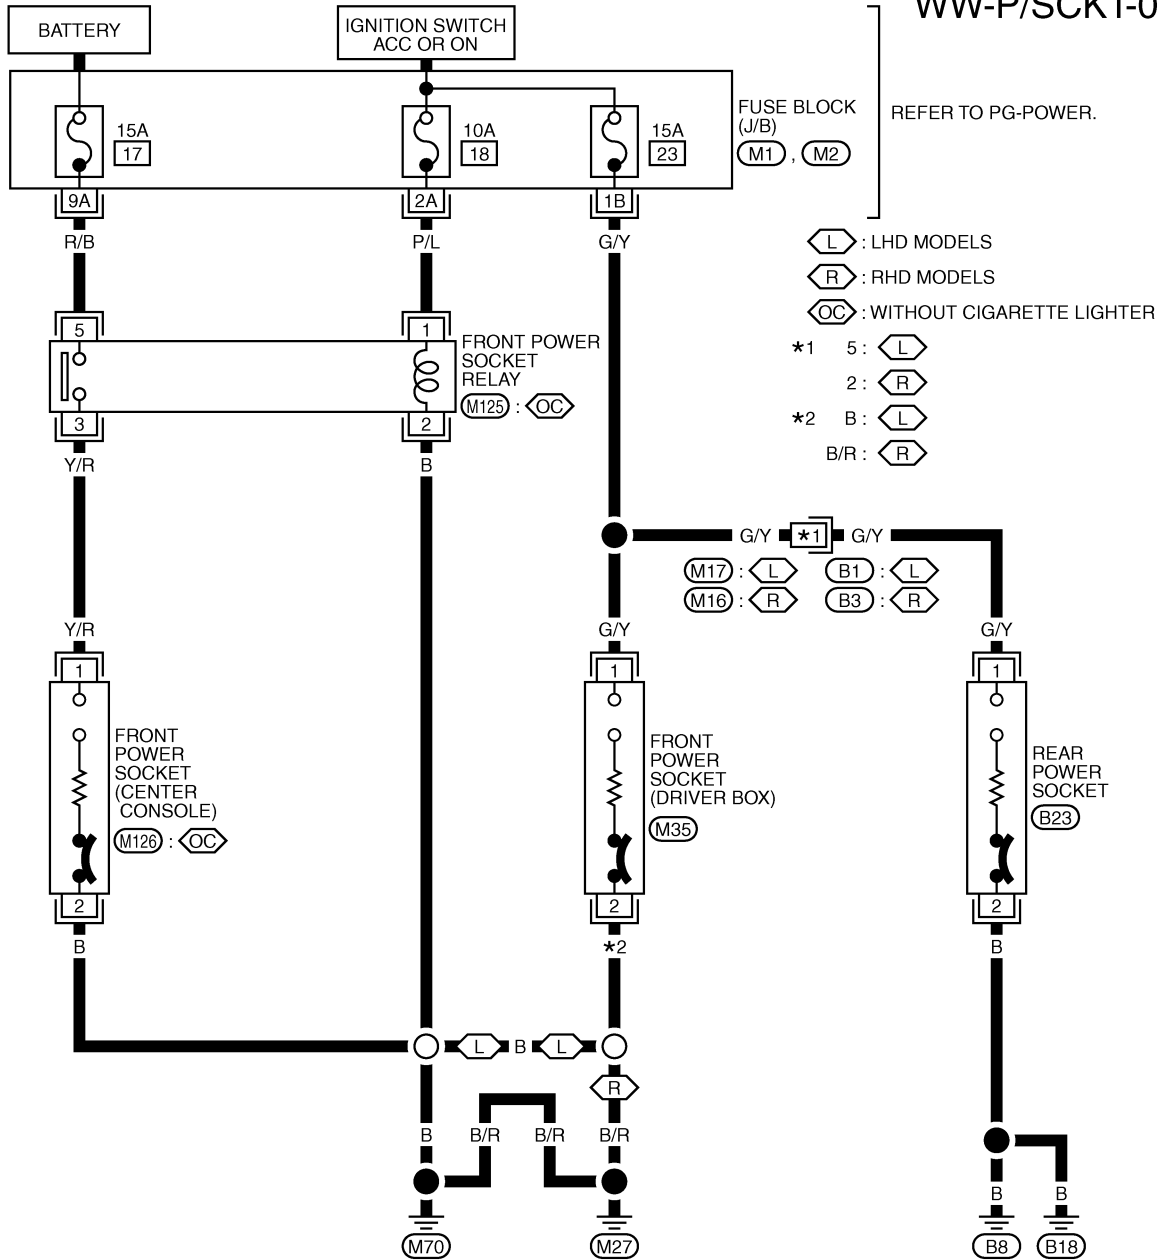 WW-P/SCKT-0
BATTERY
IGNITION SWITCH
ACC OR ON
15A
17
10A
18
15A
23
FUSE BLOCK
(J/B)
M1 , M2
REFER TO PG-POWER.
9A
2A
1B
R/B
P/L
G/Y
L : LHD MODELS
R : RHD MODELS
OC : WITHOUT CIGARETTE LIGHTER
*1 5 : L
2 : R
*2 B : L
B/R : R
5
1
FRONT POWER
SOCKET
RELAY
M125 : OC
3
2
Y/R
B
G/Y
*1
G/Y
M17 : L
B1 : L
M16 : R
B3 : R
Y/R
G/Y
G/Y
1
1
1
FRONT
POWER
SOCKET
(CENTER
CONSOLE)
M126 : OC
FRONT
POWER
SOCKET
(DRIVER BOX)
M35
REAR
POWER
SOCKET
B23
2
2
2
B
*2
B
L B L
R
B
B/R
B/R
B/R
B
B
M70
M27
B8
B18